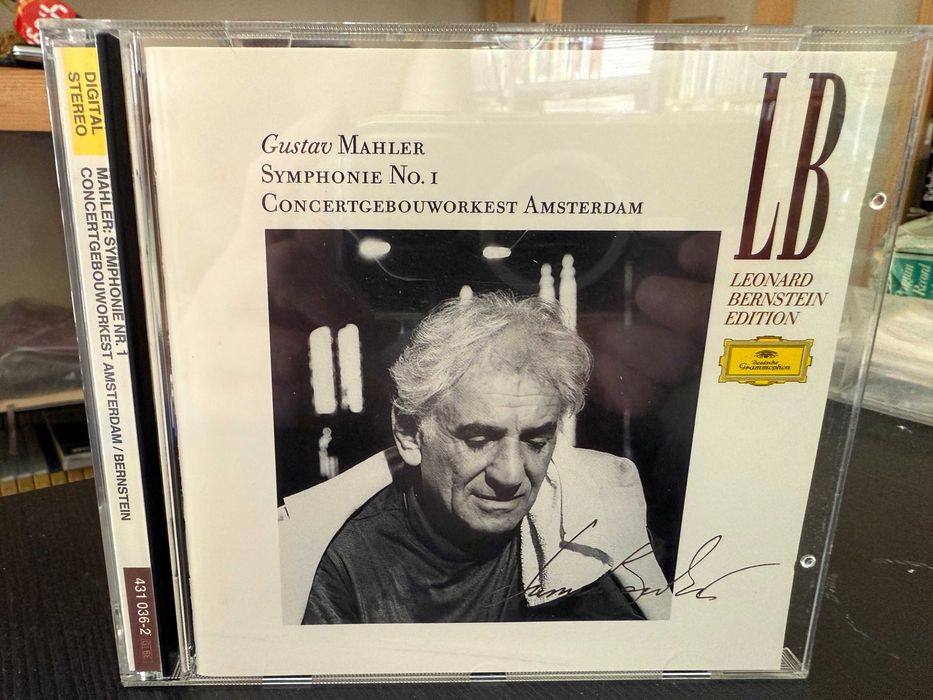 DIGITAL
STEREO
MAHLER: SYMPHONIE NR. 1
CONCERTGEBOUWORKEST AMSTERDAM / BERNSTEIN
431 036-2
Gustav MAHLER
SYMPHONIE NO. 1
CONCERTGEBOUWORKEST AMSTERDAM
LB
LEONARD
BERNSTEIN
EDITION
Deutsche
Grammophon
Record